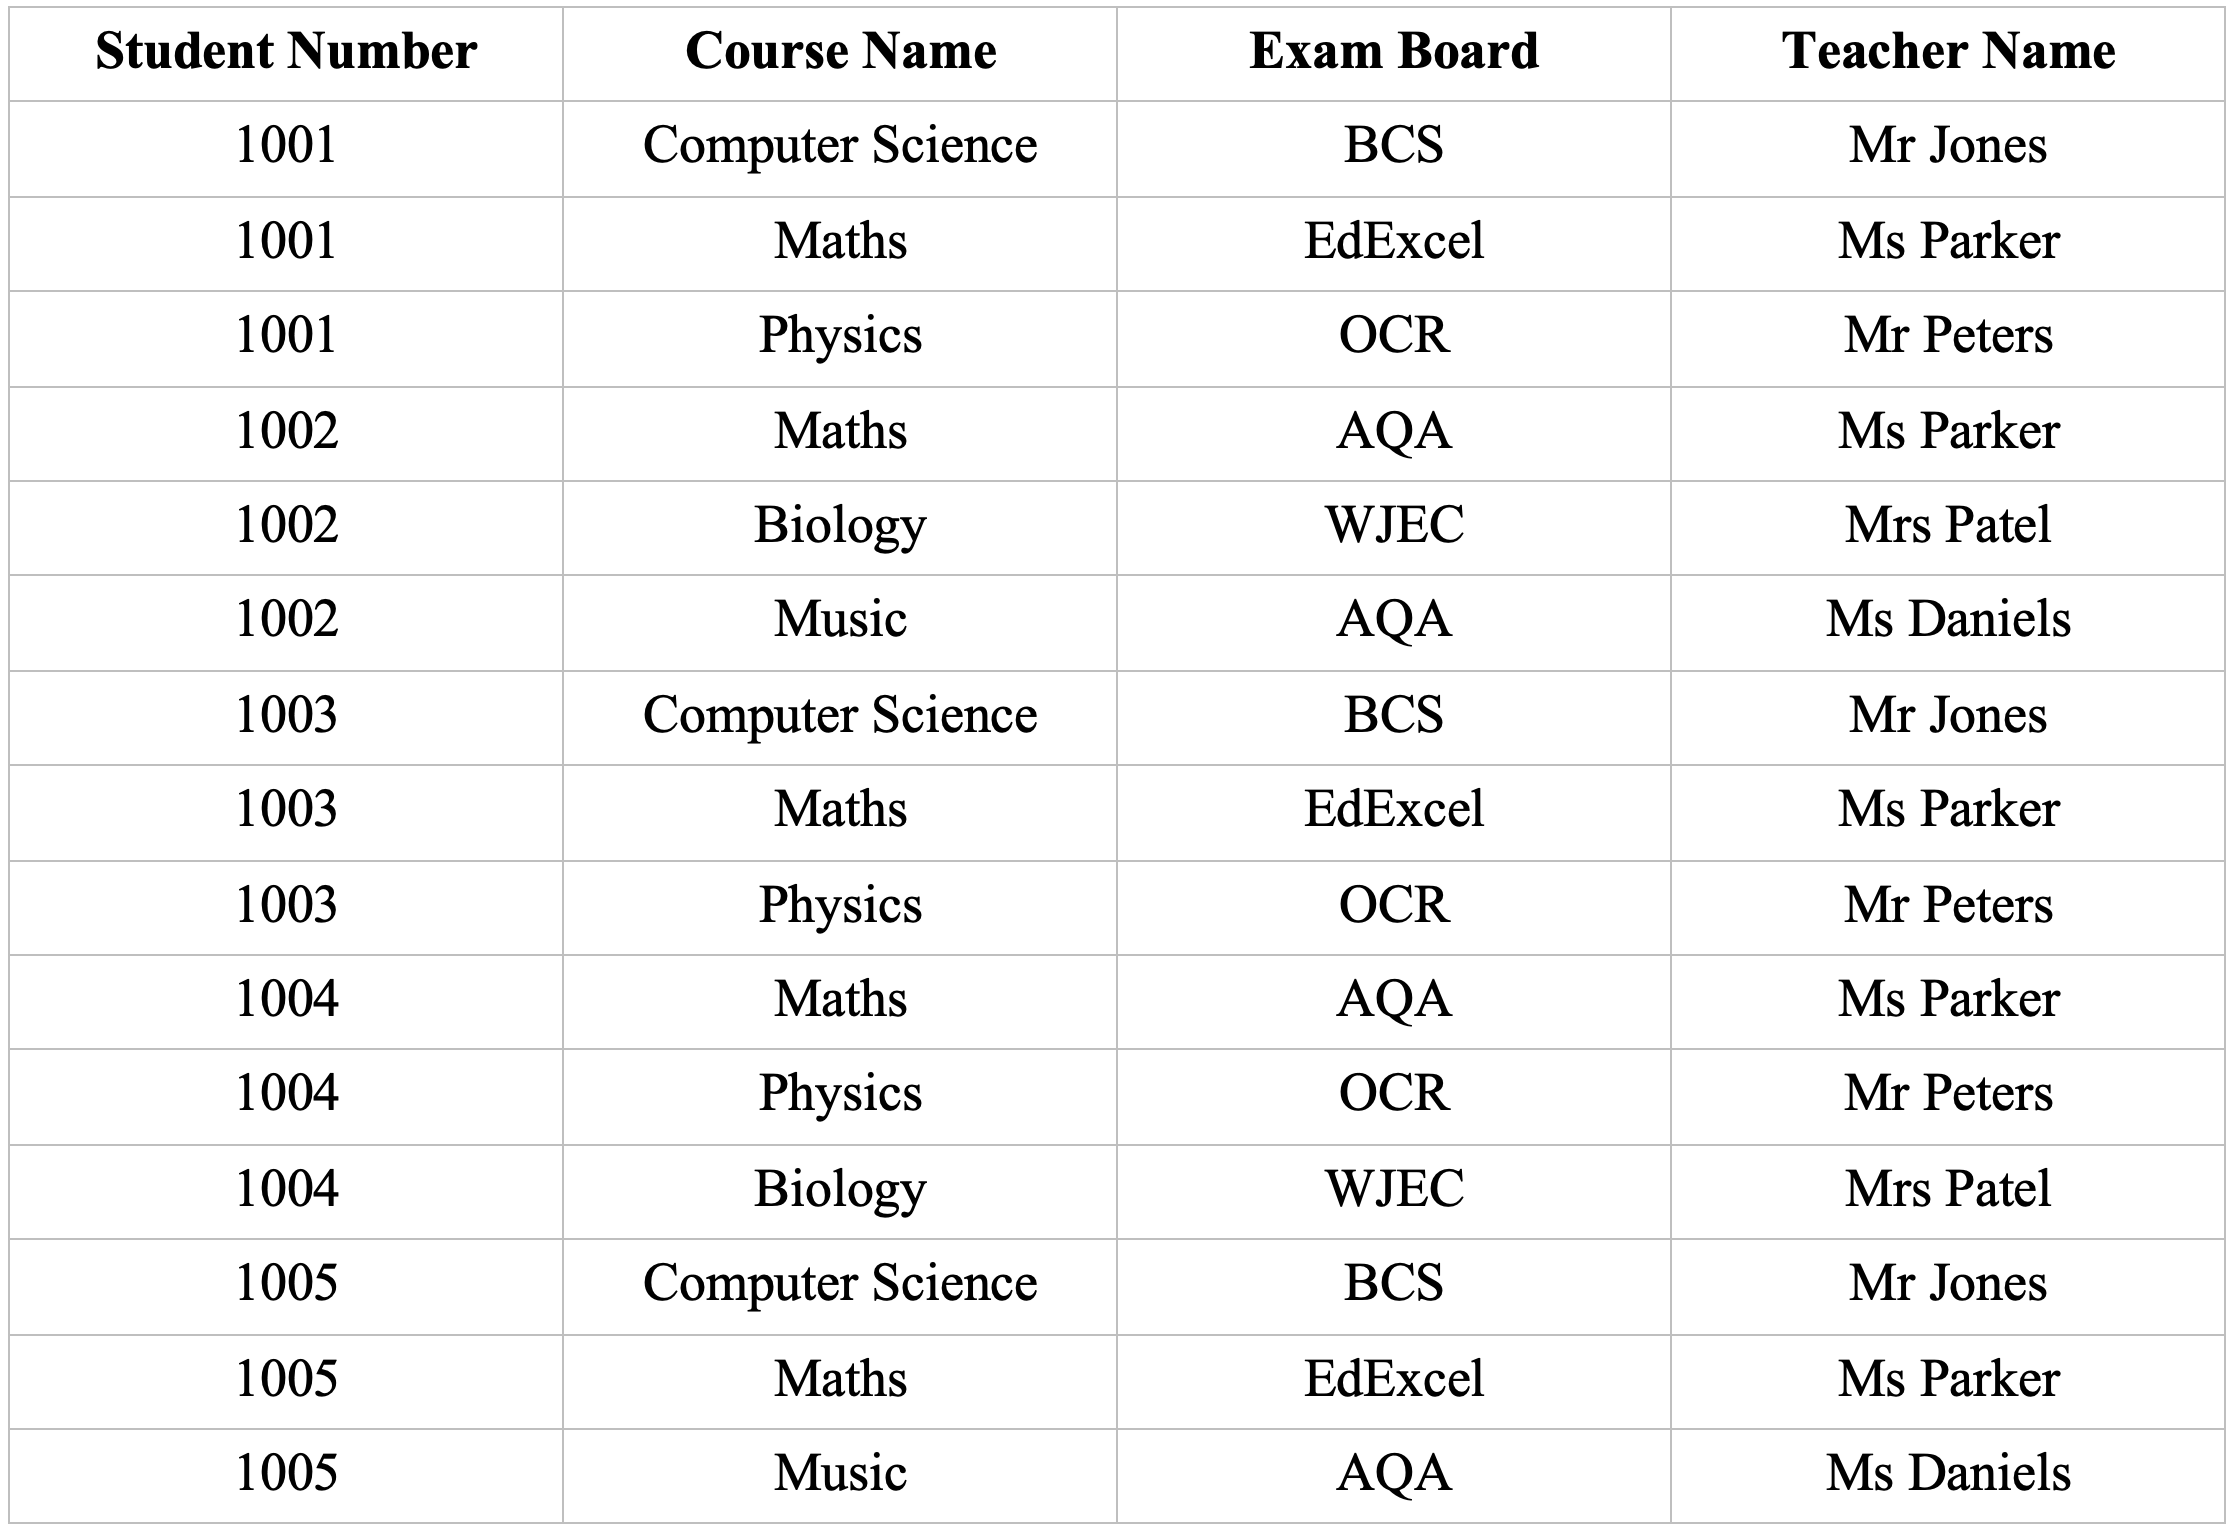 Student Number Course Name Exam Board Teacher Name
1001 Computer Science BCS Mr Jones
1001 Maths EdExcel Ms Parker
1001 Physics OCR Mr Peters
1002 Maths AQA Ms Parker
1002 Biology WJEC Mrs Patel
1002 Music AQA Ms Daniels
1003 Computer Science BCS Mr Jones
1003 Maths EdExcel Ms Parker
1003 Physics OCR Mr Peters
1004 Maths AQA Ms Parker
1004 Physics OCR Mr Peters
1004 Biology WJEC Mrs Patel
1005 Computer Science BCS Mr Jones
1005 Maths EdExcel Ms Parker
1005 Music AQA Ms Daniels